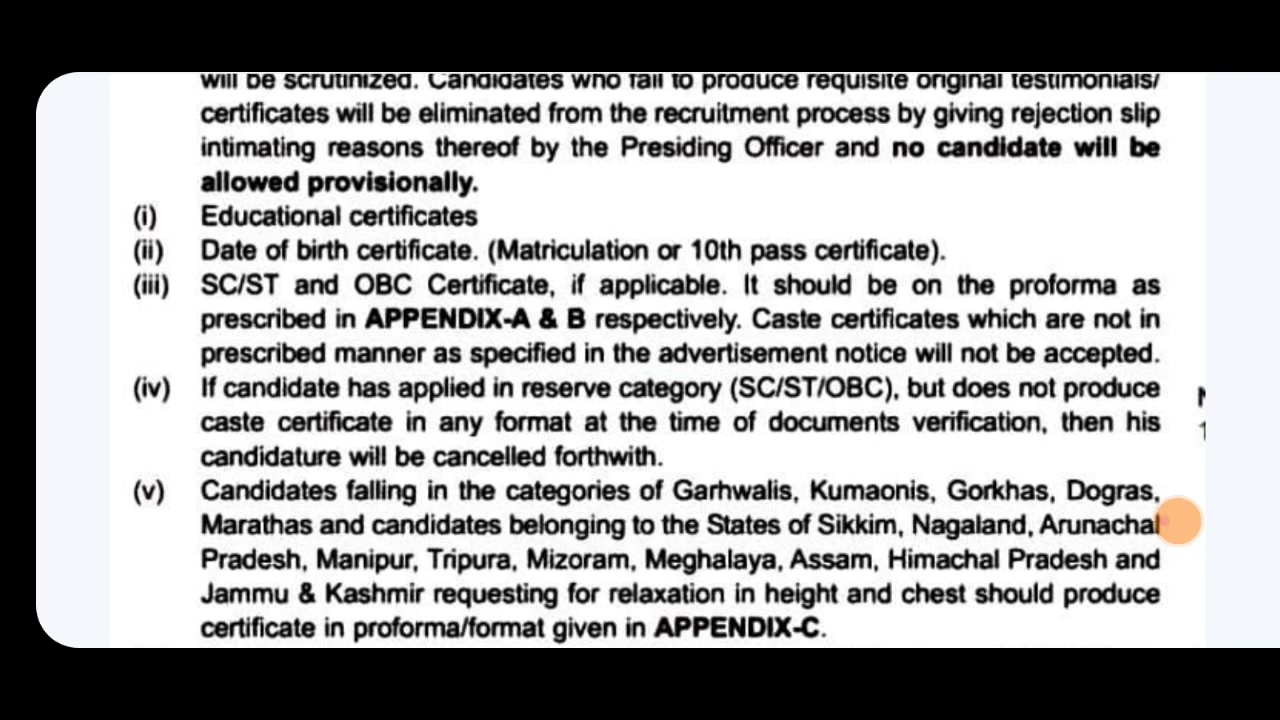 will be scrutinized. Candidates who fail to produce requisite original testimonials/
certificates will be eliminated from the recruitment process by giving rejection slip
intimating reasons thereof by the Presiding Officer and no candidate will be
allowed provisionally.
(i) Educational certificates
(ii) Date of birth certificate. (Matriculation or 10th pass certificate).
(iii) SC/ST and OBC Certificate, if applicable. It should be on the proforma as
prescribed in APPENDIX-A & B respectively. Caste certificates which are not in
prescribed manner as specified in the advertisement notice will not be accepted.
(iv) If candidate has applied in reserve category (SC/ST/OBC), but does not produce
caste certificate in any format at the time of documents verification, then his
candidature will be cancelled forthwith.
(v) Candidates falling in the categories of Garhwalis, Kumaonis, Gorkhas, Dogras,
Marathas and candidates belonging to the States of Sikkim, Nagaland, Arunachal
Pradesh, Manipur, Tripura, Mizoram, Meghalaya, Assam, Himachal Pradesh and
Jammu & Kashmir requesting for relaxation in height and chest should produce
certificate in proforma/format given in APPENDIX-C.